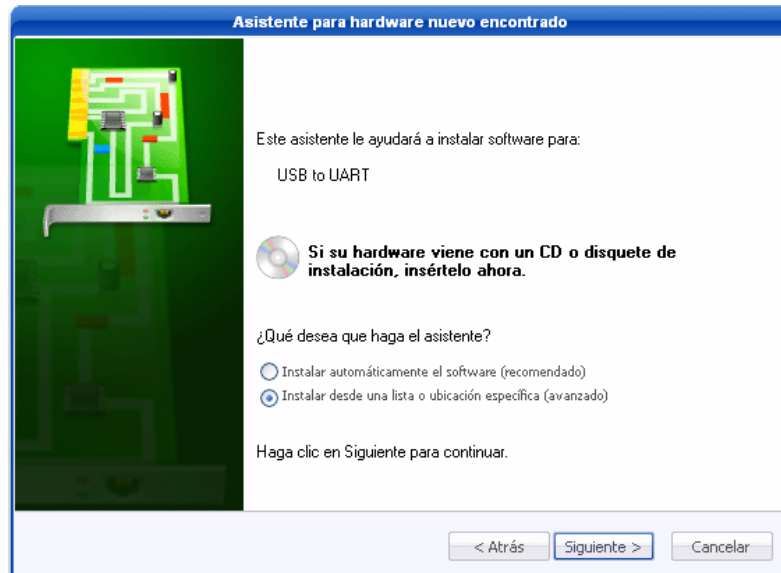 Asistente para hardware nuevo encontrado
Este asistente le ayudará a instalar software para:
USB to UART
Si su hardware viene con un CD o disquete de
instalación, insértelo ahora.
¿Qué desea que haga el asistente?
Instalar automáticamente el software (recomendado)
Instalar desde una lista o ubicación específica (avanzado)
Haga clic en Siguiente para continuar.
< Atrás
Siguiente >
Cancelar